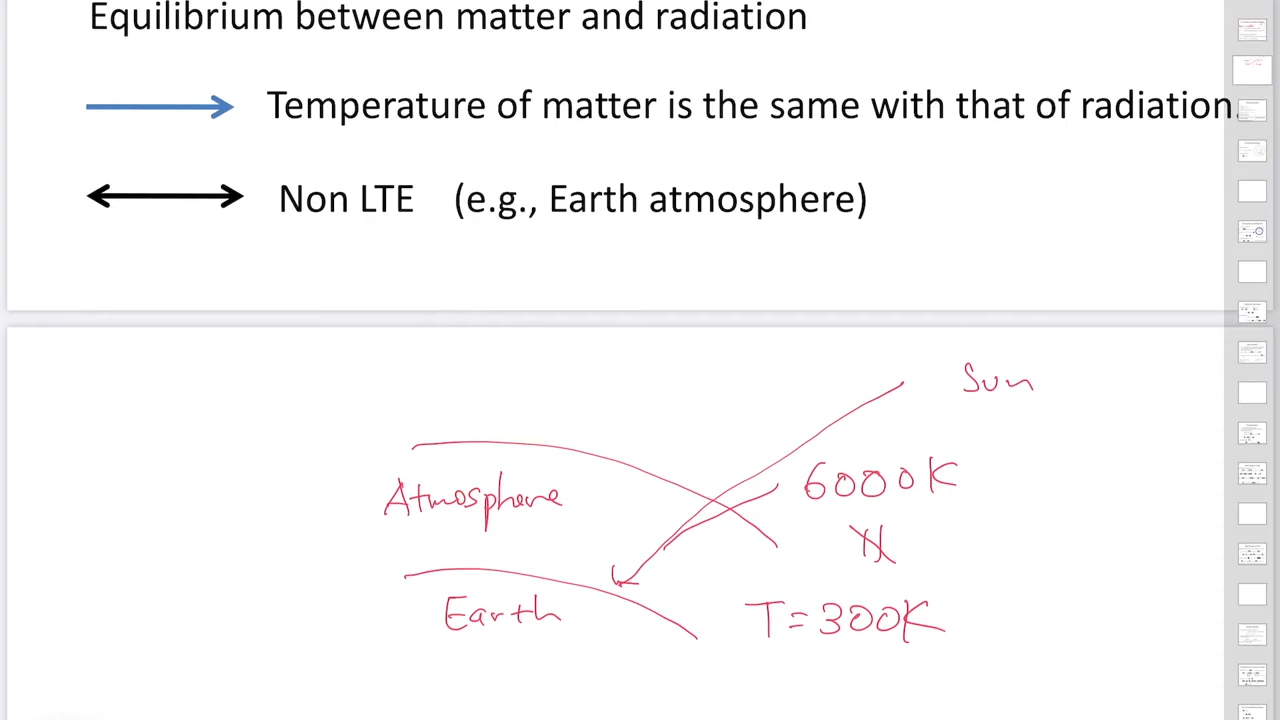 Equilibrium between matter and radiation
Temperature of matter is the same with that of radiation.
Non LTE (e.g., Earth atmosphere)
Sun
Atmosphere
6000K
Earth
T=300K